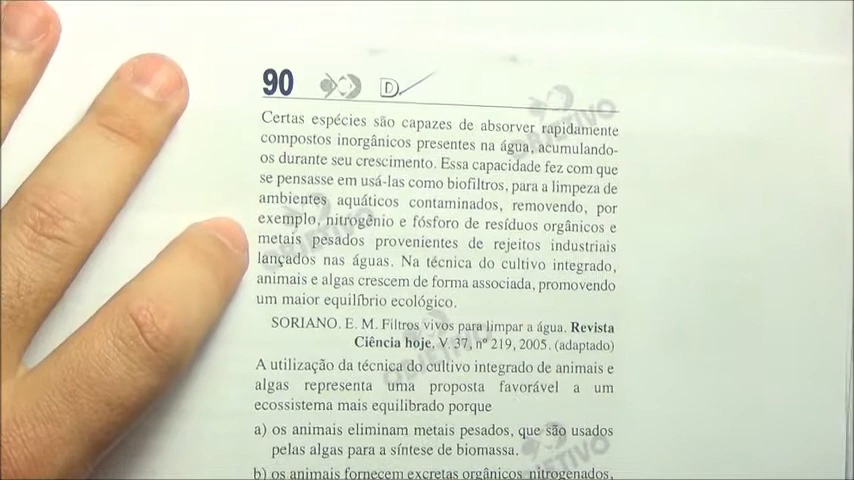 90 D
Certas espécies são capazes de absorver rapidamente
compostos inorgânicos presentes na água, acumulando-
os durante seu crescimento. Essa capacidade fez com que
se pensasse em usá-las como biofiltros, para a limpeza de
ambientes aquáticos contaminados, removendo, por
exemplo, nitrogênio e fósforo de resíduos orgânicos e
metais pesados provenientes de rejeitos industriais
lançados nas águas. Na técnica do cultivo integrado,
animais e algas crescem de forma associada, promovendo
um maior equilíbrio ecológico.
SORIANO. E. M. Filtros vivos para limpar a água. Revista
Ciência hoje, V. 37, nº 219, 2005. (adaptado)
A utilização da técnica do cultivo integrado de animais e
algas representa uma proposta favorável a um
ecossistema mais equilibrado porque
a) os animais eliminam metais pesados, que são usados
pelas algas para a síntese de biomassa.
b) os animais fornecem excretas orgânicos nitrogenados,
OBJETIVO
OBJETIVO
OBJETIVO
OBJETIVO